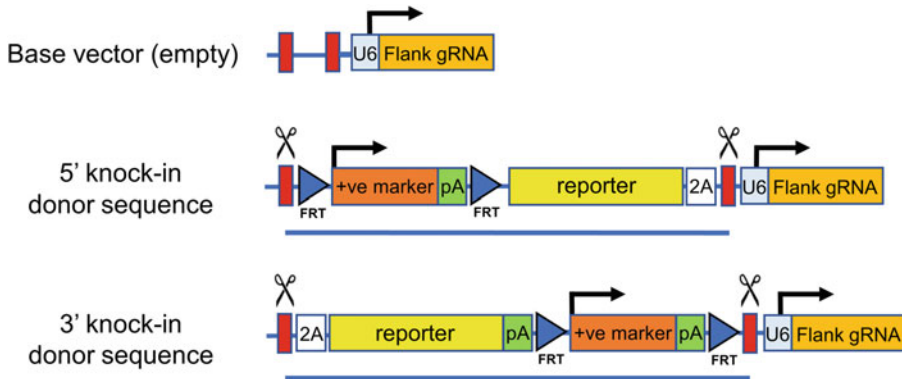 Base vector (empty)
U6 Flank gRNA
5’ knock-in
donor sequence
+ve marker pA reporter 2A U6 Flank gRNA
FRT FRT
3’ knock-in
donor sequence
2A reporter pA +ve marker pA U6 Flank gRNA
FRT FRT